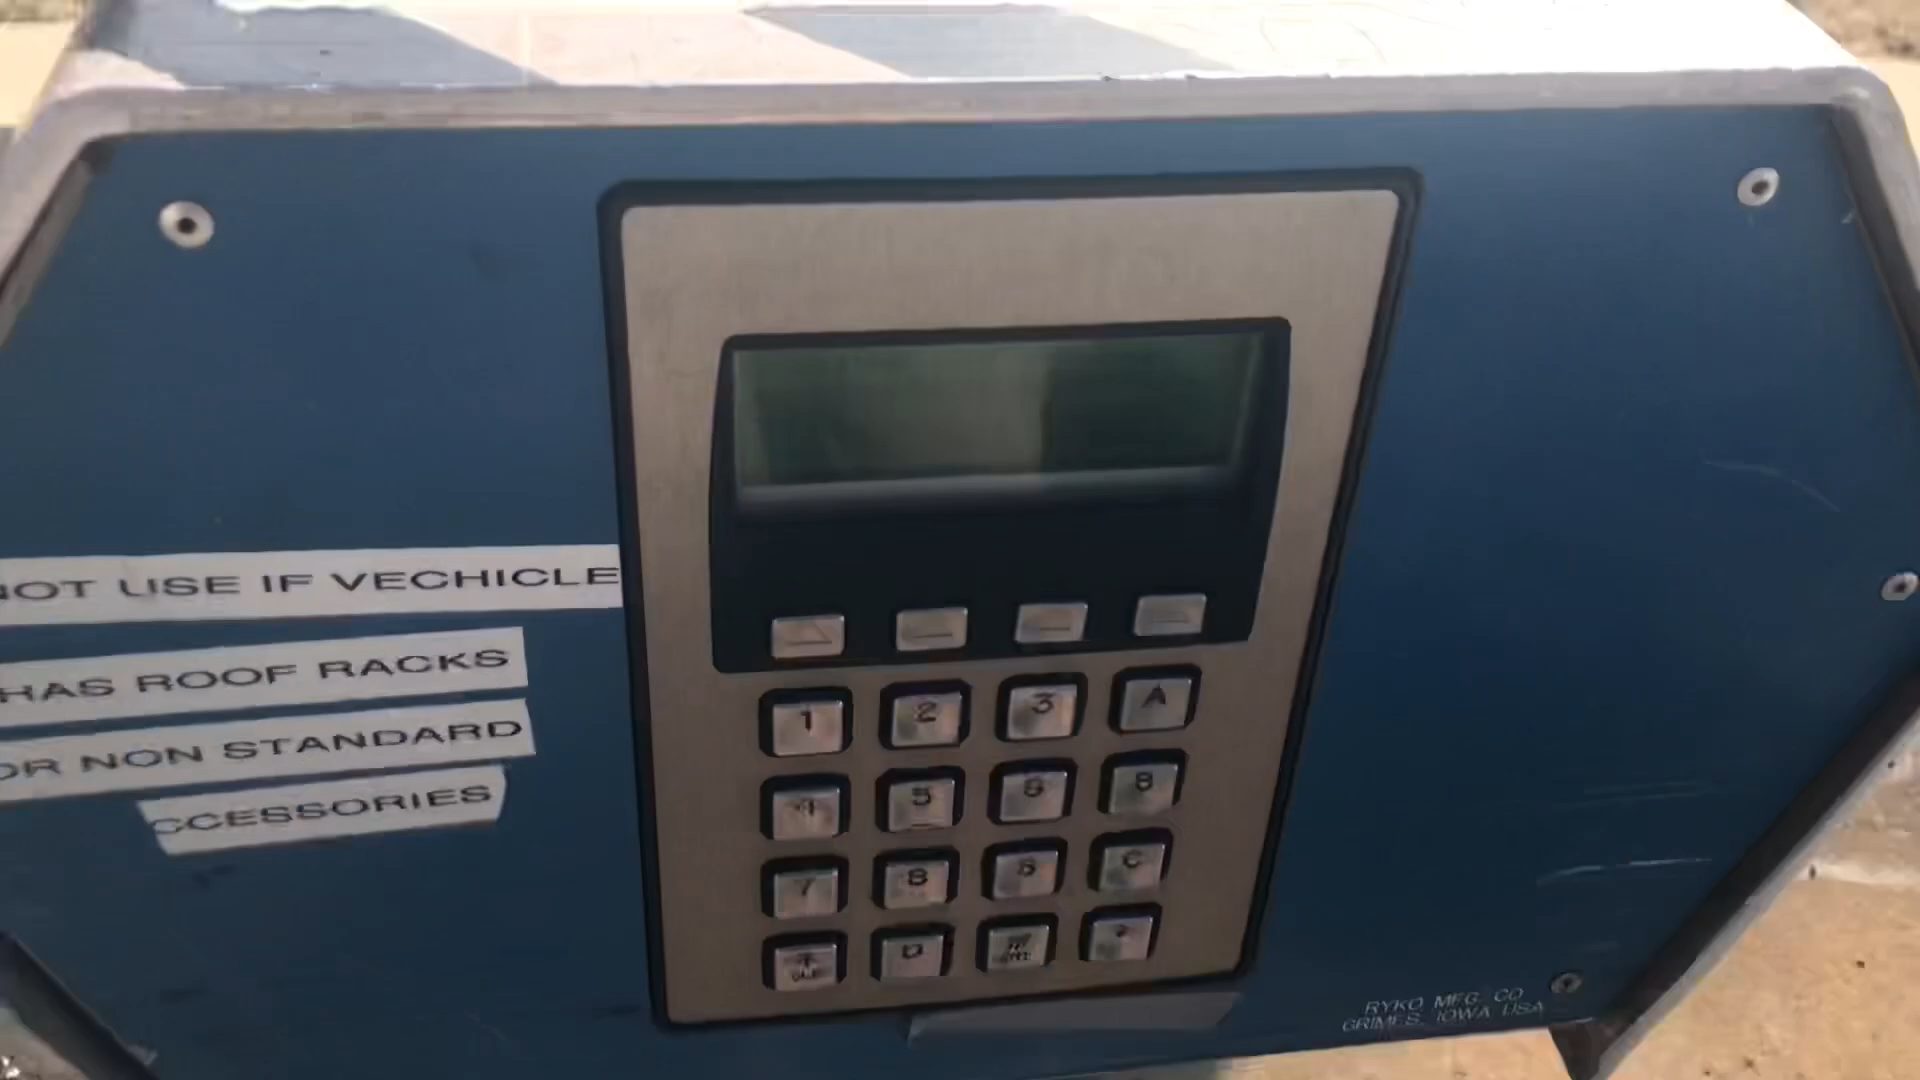 NOT USE IF VECHICLE
HAS ROOF RACKS
OR NON STANDARD
CCESSORIES
1 2 3 A
4 5 6 B
7 8 9 C
RYKO MFG. CO
GRIMES, IOWA USA